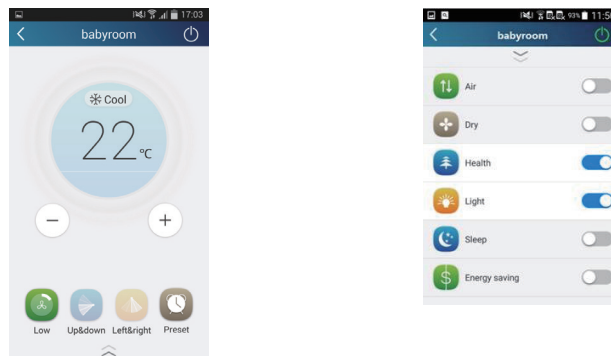 17:03
babyroom
Cool
22 °C
− +
Low Up&down Left&right Preset
93% 11:59
babyroom
Air
Dry
Health
Light
Sleep
$ Energy saving